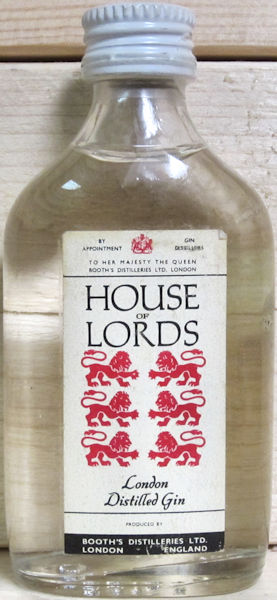 BY APPOINTMENT GIN DISTILLERS
TO HER MAJESTY THE QUEEN
BOOTH'S DISTILLERIES LTD. LONDON
HOUSE
OF
LORDS
London
Distilled Gin
PRODUCED BY
BOOTH'S DISTILLERIES LTD.
LONDON ENGLAND